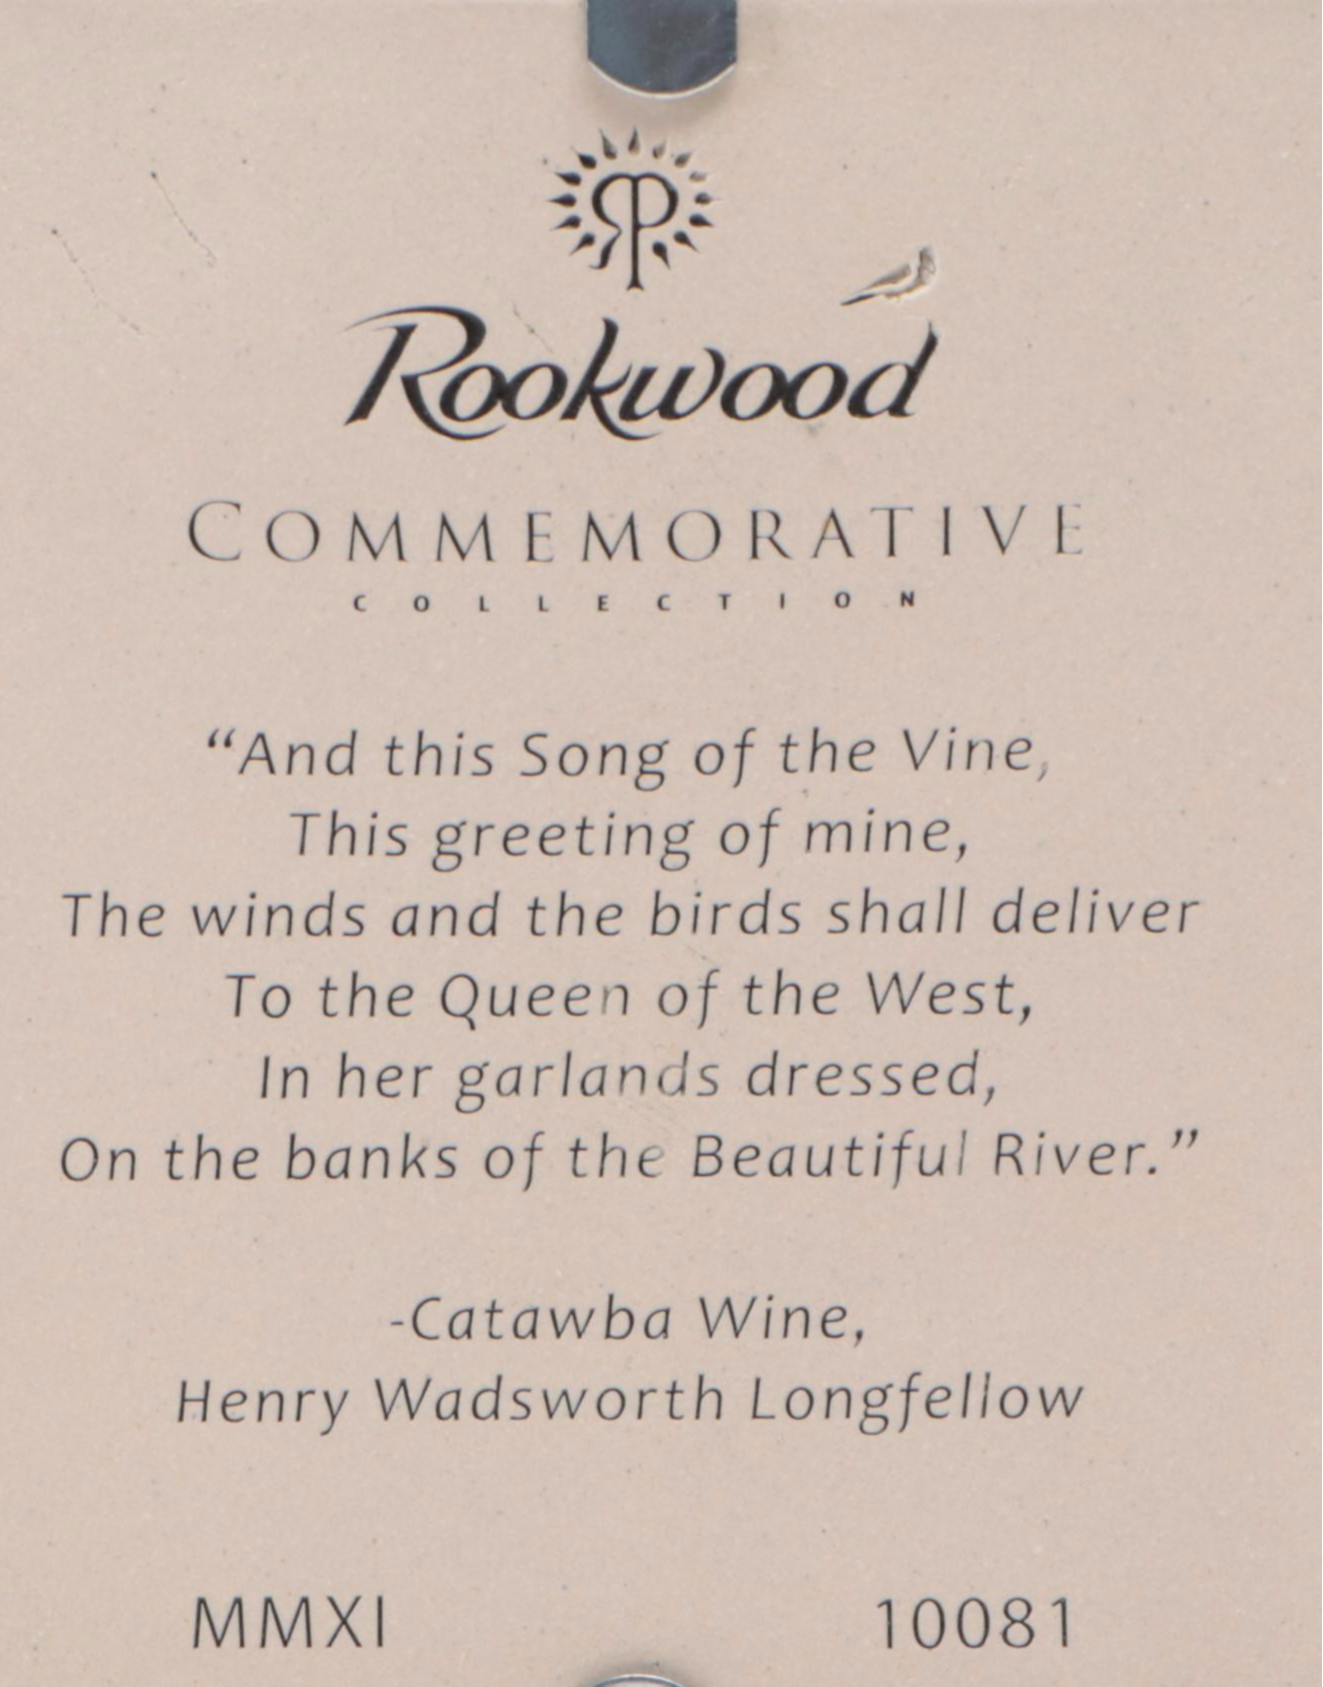 RP
Rookwood
COMMEMORATIVE
COLLECTION
“And this Song of the Vine,
This greeting of mine,
The winds and the birds shall deliver
To the Queen of the West,
In her garlands dressed,
On the banks of the Beautiful River.”
-Catawba Wine,
Henry Wadsworth Longfellow
MMXI 10081